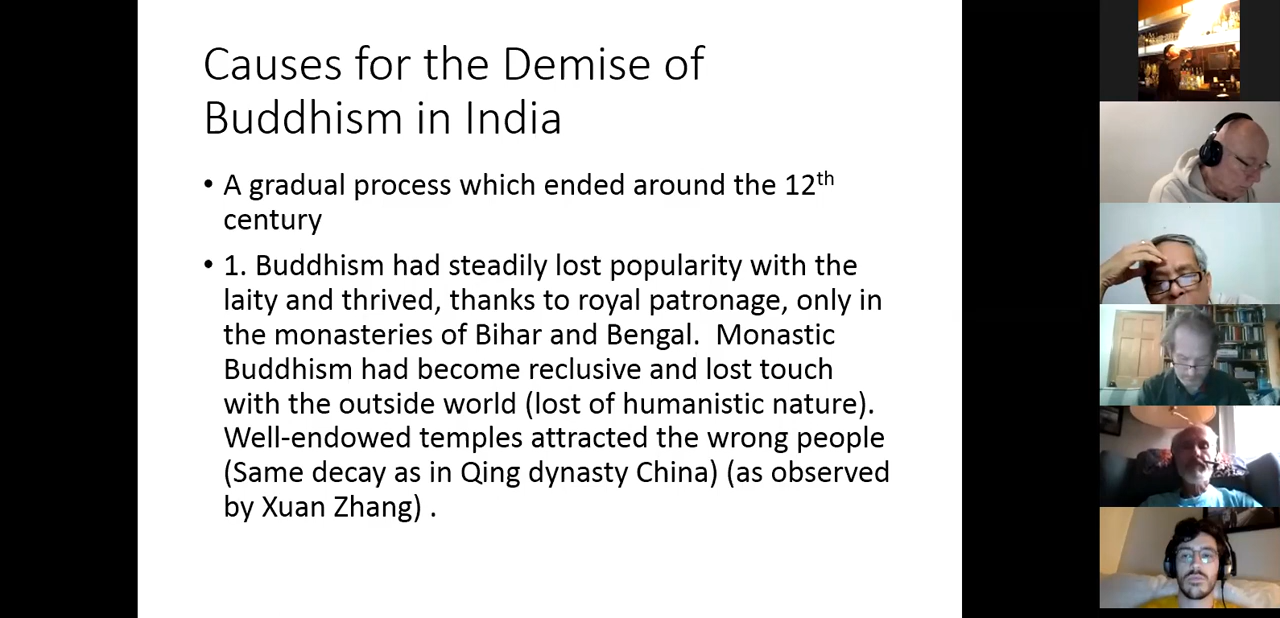 Causes for the Demise of
Buddhism in India
• A gradual process which ended around the 12th
century
• 1. Buddhism had steadily lost popularity with the
laity and thrived, thanks to royal patronage, only in
the monasteries of Bihar and Bengal.  Monastic
Buddhism had become reclusive and lost touch
with the outside world (lost of humanistic nature).
Well-endowed temples attracted the wrong people
(Same decay as in Qing dynasty China) (as observed
by Xuan Zhang) .